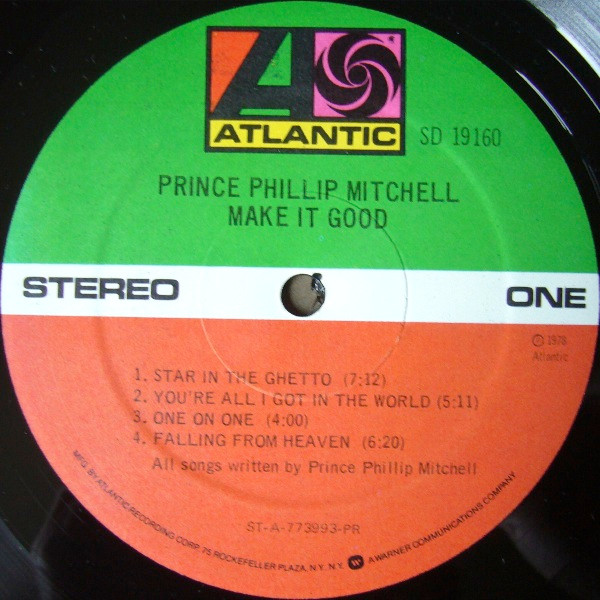 ATLANTIC
SD 19160
PRINCE PHILLIP MITCHELL
MAKE IT GOOD
STEREO
ONE
℗ 1978
Atlantic
1. STAR IN THE GHETTO (7:12)
2. YOU'RE ALL I GOT IN THE WORLD (5:11)
3. ONE ON ONE (4:00)
4. FALLING FROM HEAVEN (6:20)
All songs written by Prince Phillip Mitchell
ST-A-773993-PR
MFG. BY ATLANTIC RECORDING CORP., 75 ROCKEFELLER PLAZA, N.Y. N.Y. W A WARNER COMMUNICATIONS COMPANY